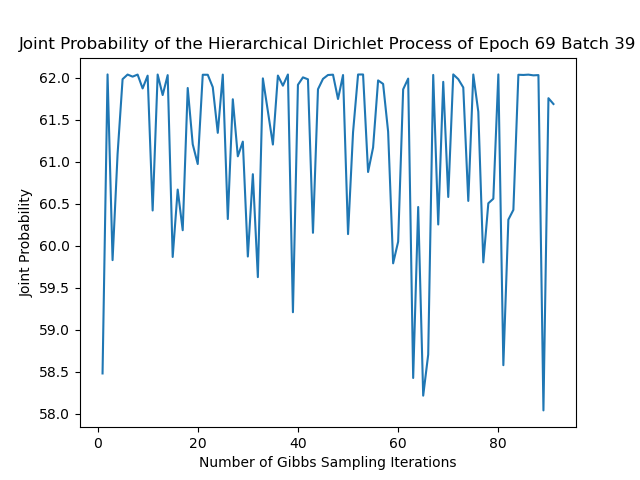 Joint Probability of the Hierarchical Dirichlet Process of Epoch 69 Batch 39
62.0
61.5
61.0
60.5
60.0
59.5
59.0
58.5
58.0
Joint Probability
0 20 40 60 80
Number of Gibbs Sampling Iterations